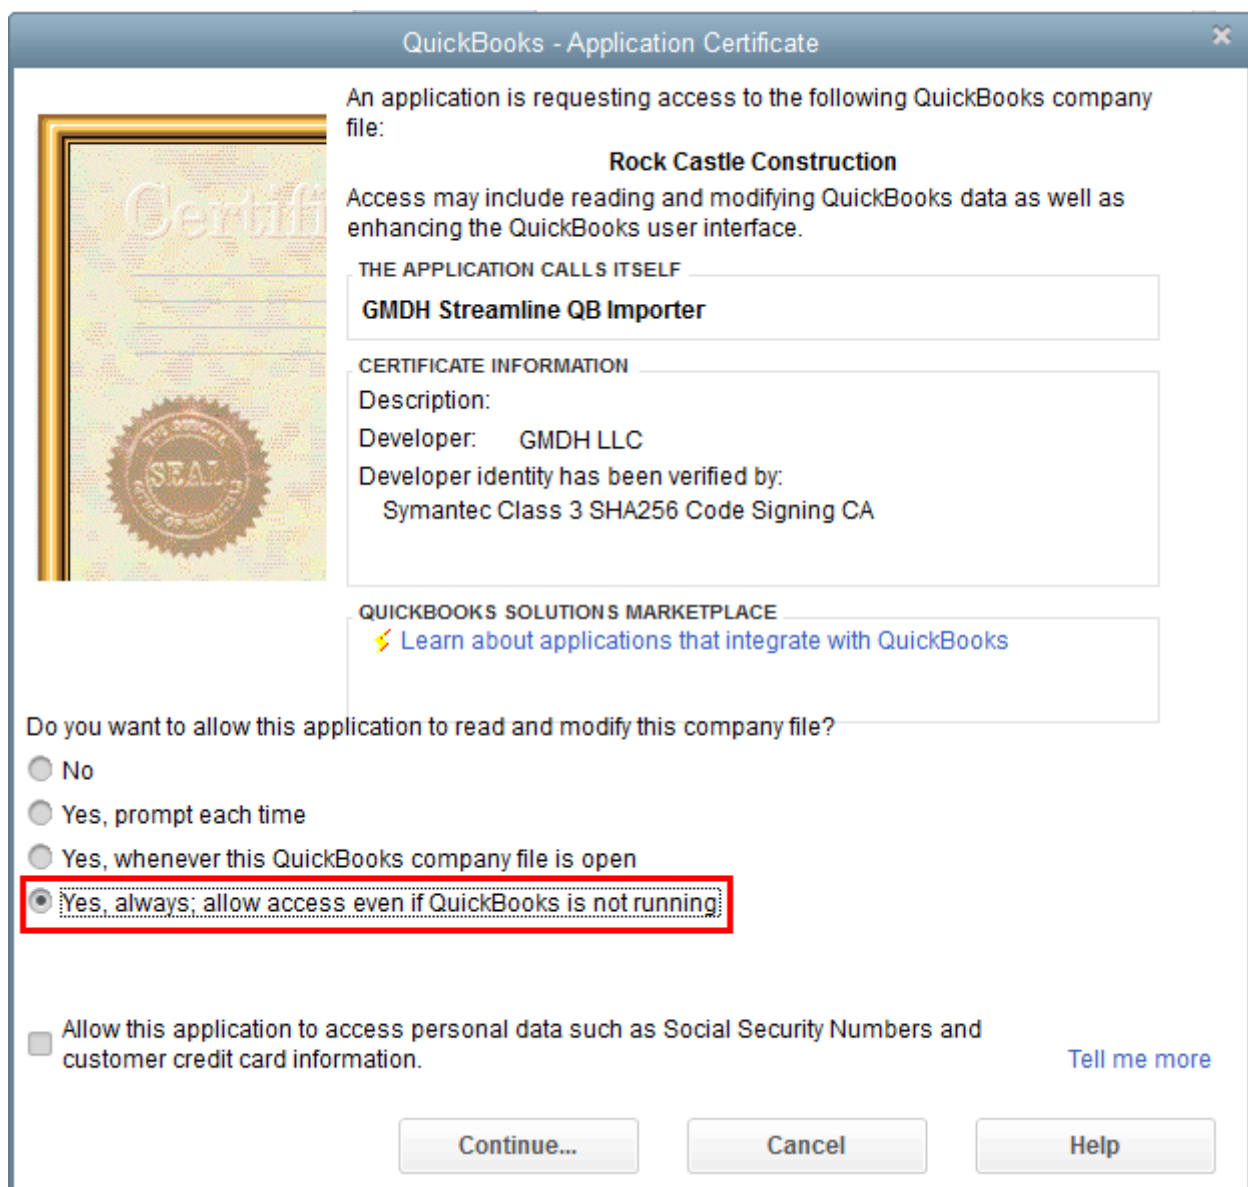 QuickBooks - Application Certificate
An application is requesting access to the following QuickBooks company
file:
Rock Castle Construction
Access may include reading and modifying QuickBooks data as well as
enhancing the QuickBooks user interface.
THE APPLICATION CALLS ITSELF
GMDH Streamline QB Importer
CERTIFICATE INFORMATION
Description:
Developer: GMDH LLC
Developer identity has been verified by:
Symantec Class 3 SHA256 Code Signing CA
Certifi
SEAL
QUICKBOOKS SOLUTIONS MARKETPLACE
Learn about applications that integrate with QuickBooks
Do you want to allow this application to read and modify this company file?
No
Yes, prompt each time
Yes, whenever this QuickBooks company file is open
Yes, always; allow access even if QuickBooks is not running
Allow this application to access personal data such as Social Security Numbers and
customer credit card information.
Tell me more
Continue...
Cancel
Help